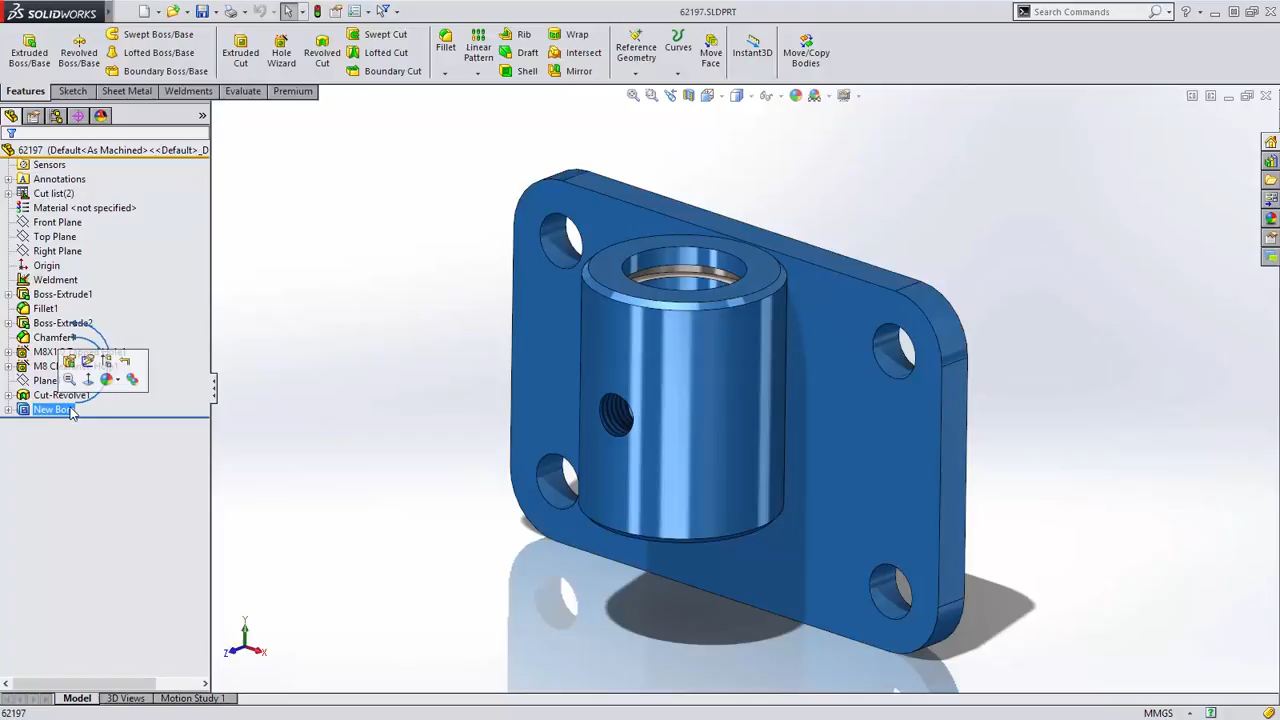 SOLIDWORKS
62197.SLDPRT
Search Commands
Extruded Boss/Base
Revolved Boss/Base
Swept Boss/Base
Lofted Boss/Base
Boundary Boss/Base
Extruded Cut
Hole Wizard
Revolved Cut
Swept Cut
Lofted Cut
Boundary Cut
Fillet
Linear Pattern
Rib
Draft
Shell
Wrap
Intersect
Mirror
Reference Geometry
Curves
Move Face
Instant3D
Move/Copy Bodies
Features Sketch Sheet Metal Weldments Evaluate Premium
62197 (Default<As Machined><<Default>_D
Sensors
Annotations
Cut list(2)
Material <not specified>
Front Plane
Top Plane
Right Plane
Origin
Weldment
Boss-Extrude1
Fillet1
Boss-Extrude2
Chamfer1
M8 Cl
Plane
Cut-Revolve1
New Bor
Y
Z X
Model 3D Views Motion Study 1
62197
MMGS